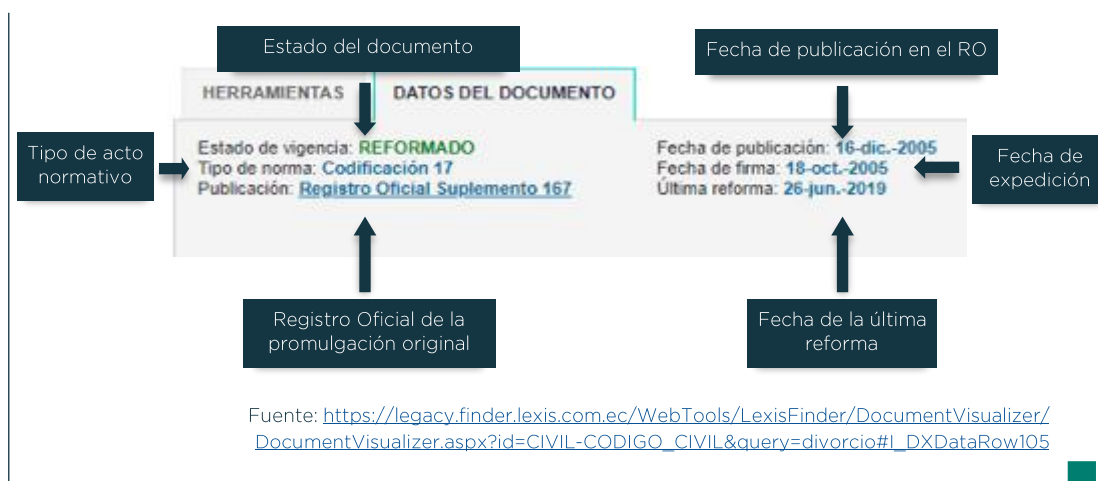 Estado del documento
Fecha de publicación en el RO
HERRAMIENTAS
DATOS DEL DOCUMENTO
Tipo de acto
normativo
Estado de vigencia: REFORMADO
Tipo de norma: Codificación 17
Publicación: Registro Oficial Suplemento 167
Fecha de publicación: 16-dic.-2005
Fecha de firma: 18-oct.-2005
Última reforma: 26-jun.-2019
Fecha de
expedición
Registro Oficial de la
promulgación original
Fecha de la última
reforma
Fuente: https://legacy.finder.lexis.com.ec/WebTools/LexisFinder/DocumentVisualizer/
DocumentVisualizer.aspx?id=CIVIL-CODIGO_CIVIL&query=divorcio#I_DXDataRow105